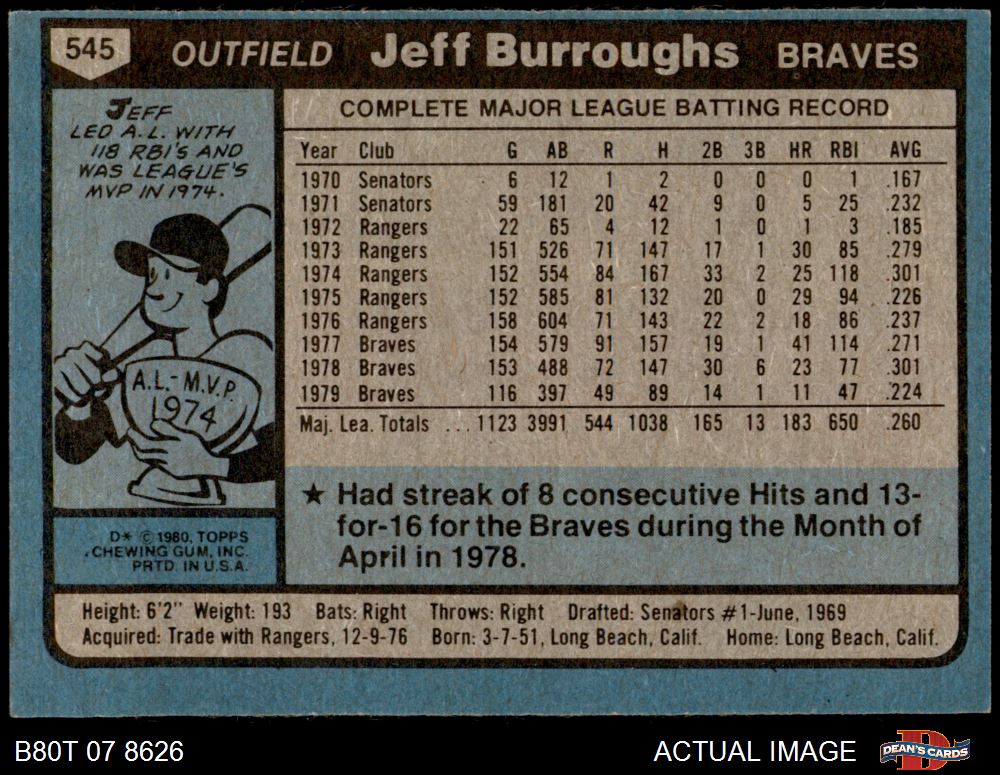 545 OUTFIELD Jeff Burroughs BRAVES
JEFF
LED A.L. WITH
118 RBI'S AND
WAS LEAGUE'S
MVP IN 1974.
A.L.-M.V.P.
1974
D* © 1980, TOPPS
CHEWING GUM, INC.
PRTD. IN U.S.A.
COMPLETE MAJOR LEAGUE BATTING RECORD
Year Club G AB R H 2B 3B HR RBI AVG
1970 Senators 6 12 1 2 0 0 0 1 .167
1971 Senators 59 181 20 42 9 0 5 25 .232
1972 Rangers 22 65 4 12 1 0 1 3 .185
1973 Rangers 151 526 71 147 17 1 30 85 .279
1974 Rangers 152 554 84 167 33 2 25 118 .301
1975 Rangers 152 585 81 132 20 0 29 94 .226
1976 Rangers 158 604 71 143 22 2 18 86 .237
1977 Braves 154 579 91 157 19 1 41 114 .271
1978 Braves 153 488 72 147 30 6 23 77 .301
1979 Braves 116 397 49 89 14 1 11 47 .224
Maj. Lea. Totals ... 1123 3991 544 1038 165 13 183 650 .260
★ Had streak of 8 consecutive Hits and 13-
for-16 for the Braves during the Month of
April in 1978.
Height: 6'2" Weight: 193 Bats: Right Throws: Right Drafted: Senators #1-June, 1969
Acquired: Trade with Rangers, 12-9-76 Born: 3-7-51, Long Beach, Calif. Home: Long Beach, Calif.
B80T 07 8626 ACTUAL IMAGE D DEAN'S CARDS